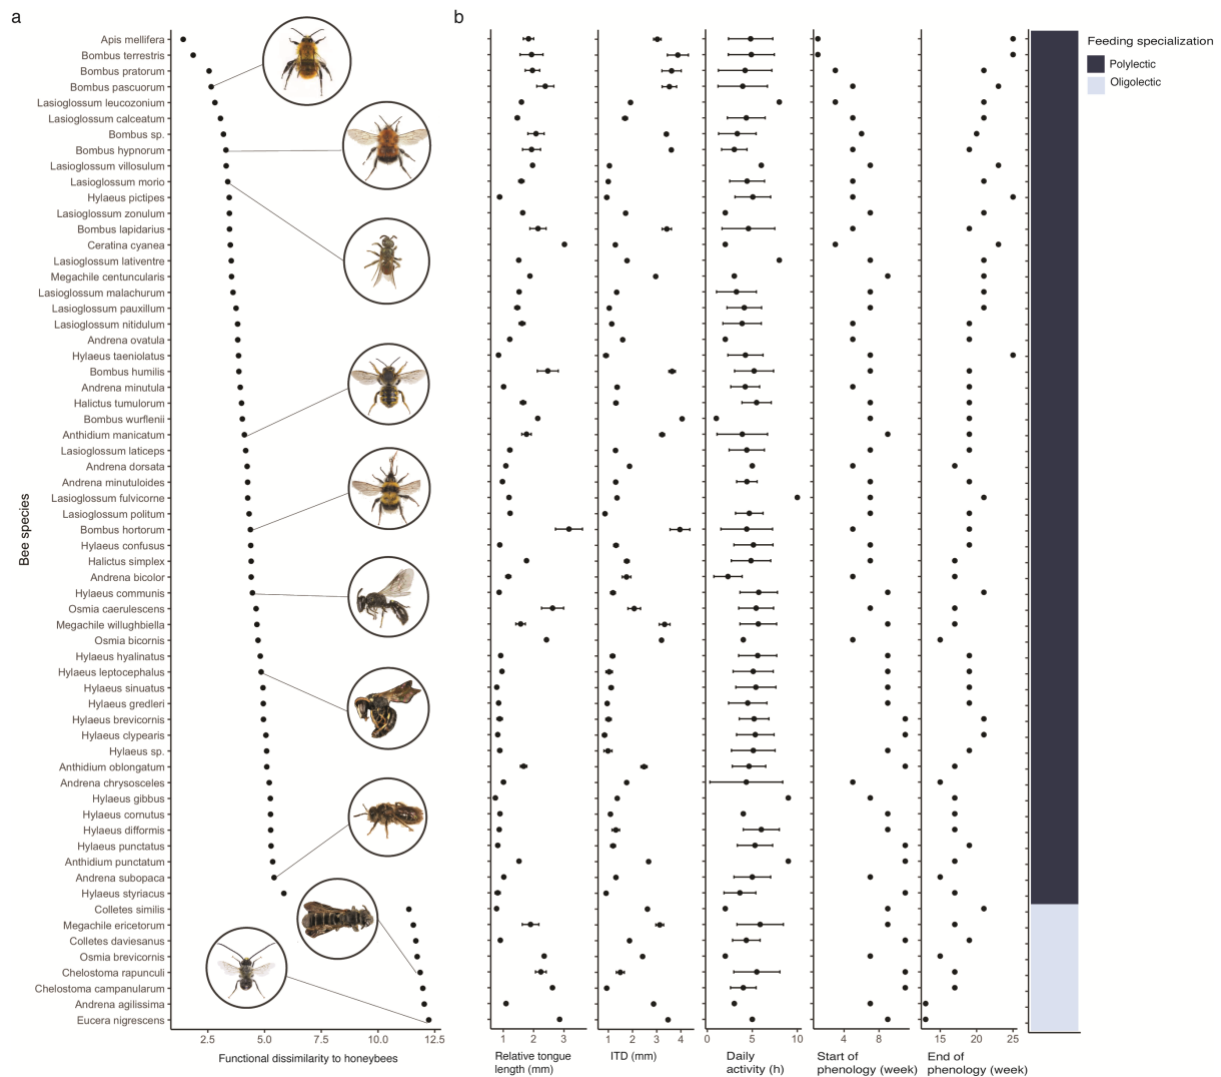 a
b
Bee species
Apis mellifera
Bombus terrestris
Bombus pratorum
Bombus pascuorum
Lasioglossum leucozonium
Lasioglossum calceatum
Bombus sp.
Bombus hypnorum
Lasioglossum villosulum
Lasioglossum morio
Hylaeus pictipes
Lasioglossum zonulum
Bombus lapidarius
Ceratina cyanea
Lasioglossum lativentre
Megachile centuncularis
Lasioglossum malachurum
Lasioglossum pauxillum
Lasioglossum nitidulum
Andrena ovatula
Hylaeus taeniolatus
Bombus humilis
Andrena minutula
Halictus tumulorum
Bombus wurflenii
Anthidium manicatum
Lasioglossum laticeps
Andrena dorsata
Andrena minutuloides
Lasioglossum fulvicorne
Lasioglossum politum
Bombus hortorum
Hylaeus confusus
Halictus simplex
Andrena bicolor
Hylaeus communis
Osmia caerulescens
Megachile willughbiella
Osmia bicornis
Hylaeus hyalinatus
Hylaeus leptocephalus
Hylaeus sinuatus
Hylaeus gredleri
Hylaeus brevicornis
Hylaeus clypearis
Hylaeus sp.
Anthidium oblongatum
Andrena chrysosceles
Hylaeus gibbus
Hylaeus cornutus
Hylaeus difformis
Hylaeus punctatus
Anthidium punctatum
Andrena subopaca
Hylaeus styriacus
Colletes similis
Megachile ericetorum
Colletes daviesanus
Osmia brevicornis
Chelostoma rapunculi
Chelostoma campanularum
Andrena agilissima
Eucera nigrescens
2.5 5.0 7.5 10.0 12.5
Functional dissimilarity to honeybees
1 2 3
Relative tongue
length (mm)
1 2 3 4
ITD (mm)
0 5 10
Daily
activity (h)
4 8
Start of
phenology (week)
15 20 25
End of
phenology (week)
Feeding specialization
Polylectic
Oligolectic